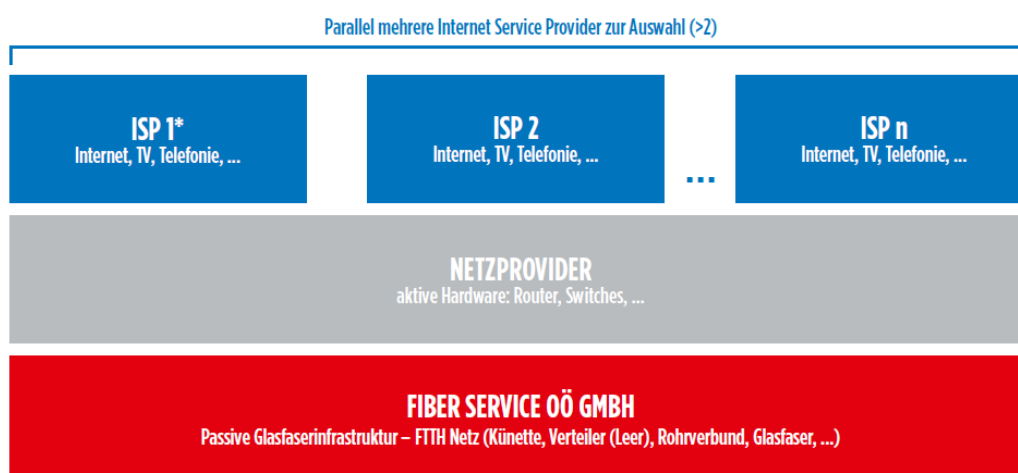 Parallel mehrere Internet Service Provider zur Auswahl (>2)
ISP 1*
Internet, TV, Telefonie, ...
ISP 2
Internet, TV, Telefonie, ...
...
ISP n
Internet, TV, Telefonie, ...
NETZPROVIDER
aktive Hardware: Router, Switches, ...
FIBER SERVICE OÖ GMBH
Passive Glasfaserinfrastruktur – FTTH Netz (Künette, Verteiler (Leer), Rohrverbund, Glasfaser, ...)